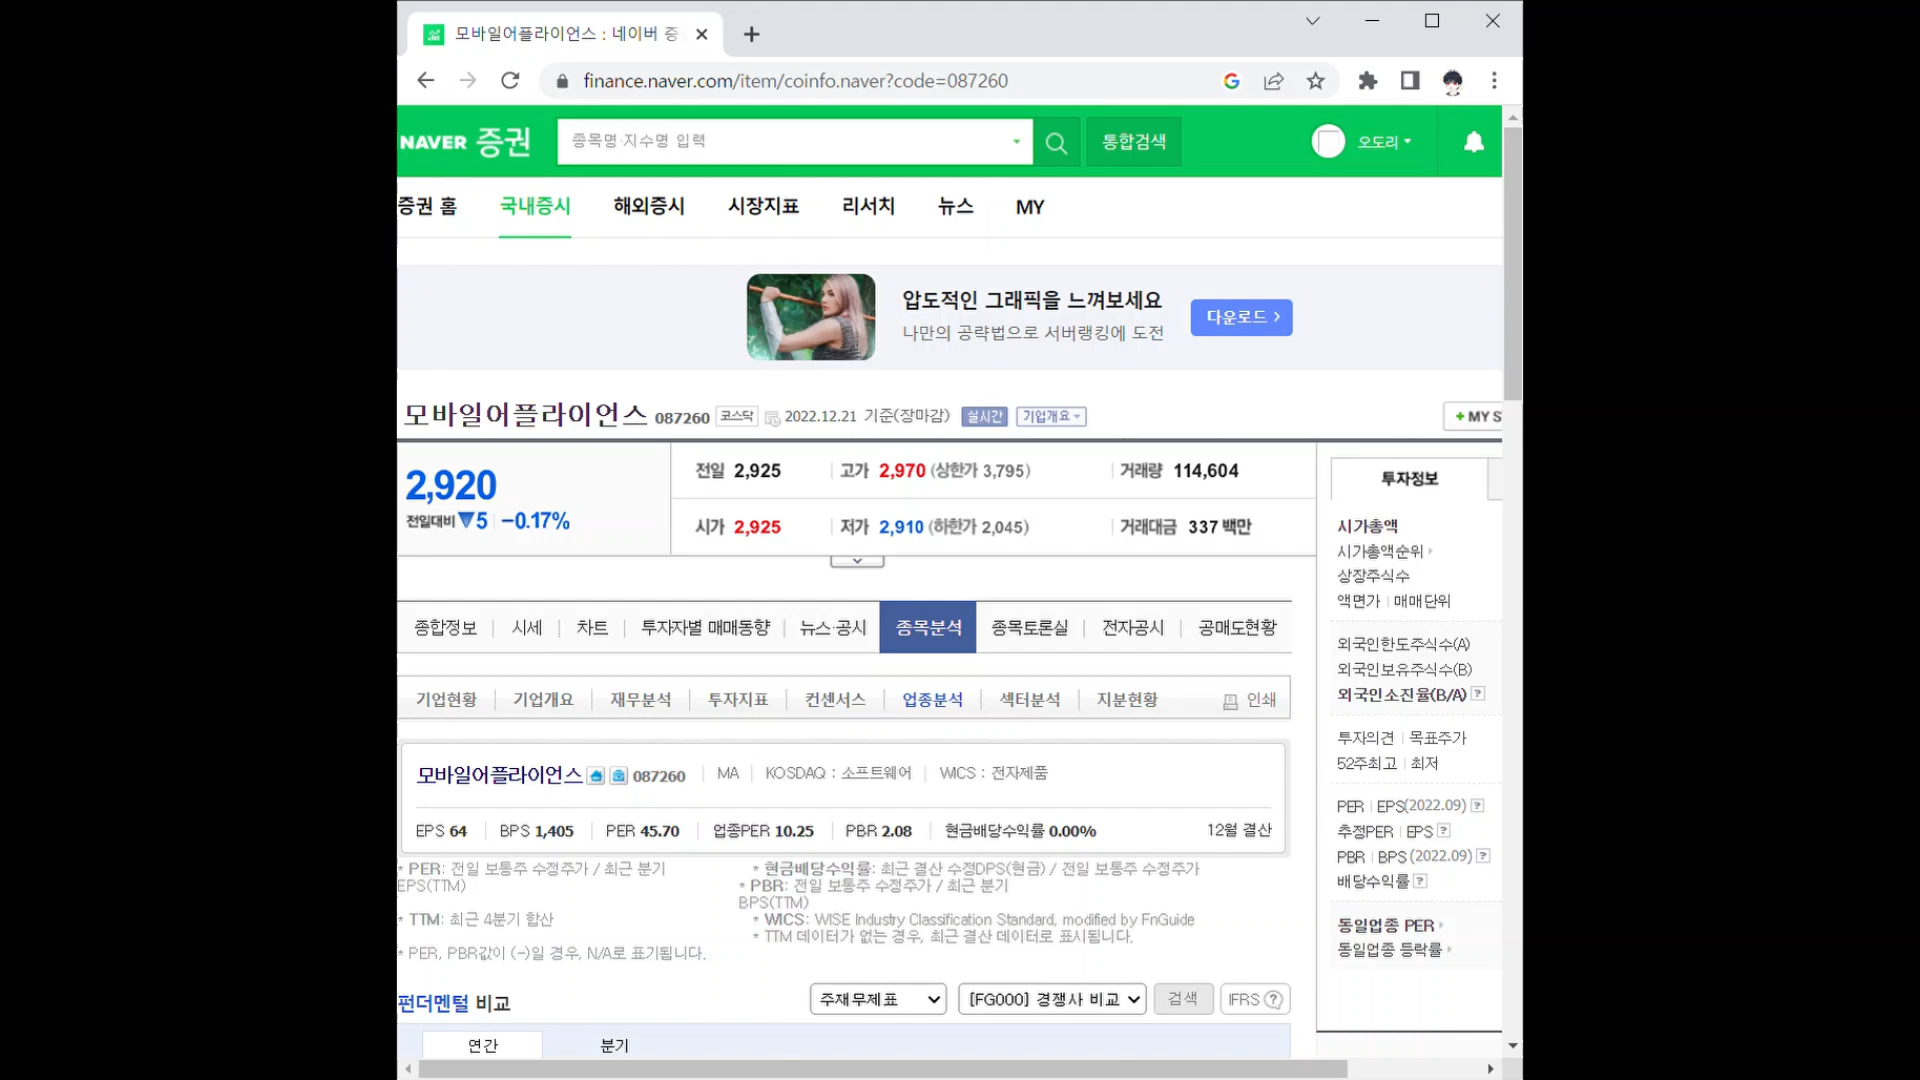 모바일어플라이언스 : 네이버 증
finance.naver.com/item/coinfo.naver?code=087260
NAVER 증권
종목명·지수명 입력
통합검색
오도리
증권 홈
국내증시
해외증시
시장지표
리서치
뉴스
MY
압도적인 그래픽을 느껴보세요
나만의 공략법으로 서버랭킹에 도전
다운로드 >
모바일어플라이언스 087260 코스닥 2022.12.21 기준(장마감) 실시간 기업개요
+ MY S
2,920
전일대비 ▼5 -0.17%
전일 2,925 고가 2,970 (상한가 3,795) 거래량 114,604
시가 2,925 저가 2,910 (하한가 2,045) 거래대금 337 백만
투자정보
시가총액
시가총액순위
상장주식수
액면가 | 매매단위
외국인한도주식수(A)
외국인보유주식수(B)
외국인소진율(B/A) ?
투자의견 | 목표주가
52주최고 | 최저
PER | EPS(2022.09) ?
추정PER | EPS ?
PBR | BPS (2022.09) ?
배당수익률 ?
동일업종 PER
동일업종 등락률
종합정보 | 시세 | 차트 | 투자자별 매매동향 | 뉴스·공시 종목분석 종목토론실 | 전자공시 | 공매도현황
기업현황 | 기업개요 | 재무분석 | 투자지표 | 컨센서스 | 업종분석 | 섹터분석 | 지분현황 인쇄
모바일어플라이언스 087260 | MA | KOSDAQ : 소프트웨어 | WICS : 전자제품
EPS 64 | BPS 1,405 | PER 45.70 | 업종PER 10.25 | PBR 2.08 | 현금배당수익률 0.00% 12월 결산
* PER: 전일 보통주 수정주가 / 최근 분기
EPS(TTM)
* 현금배당수익률: 최근 결산 수정DPS(현금) / 전일 보통주 수정주가
* PBR: 전일 보통주 수정주가 / 최근 분기
BPS(TTM)
* TTM: 최근 4분기 합산
* WICS: WISE Industry Classification Standard, modified by FnGuide
* TTM 데이터가 없는 경우, 최근 결산 데이터로 표시됩니다.
* PER, PBR값이 (-)일 경우, N/A로 표기됩니다.
펀더멘털 비교
주재무제표
[FG000] 경쟁사 비교
검색
IFRS ?
연간
분기